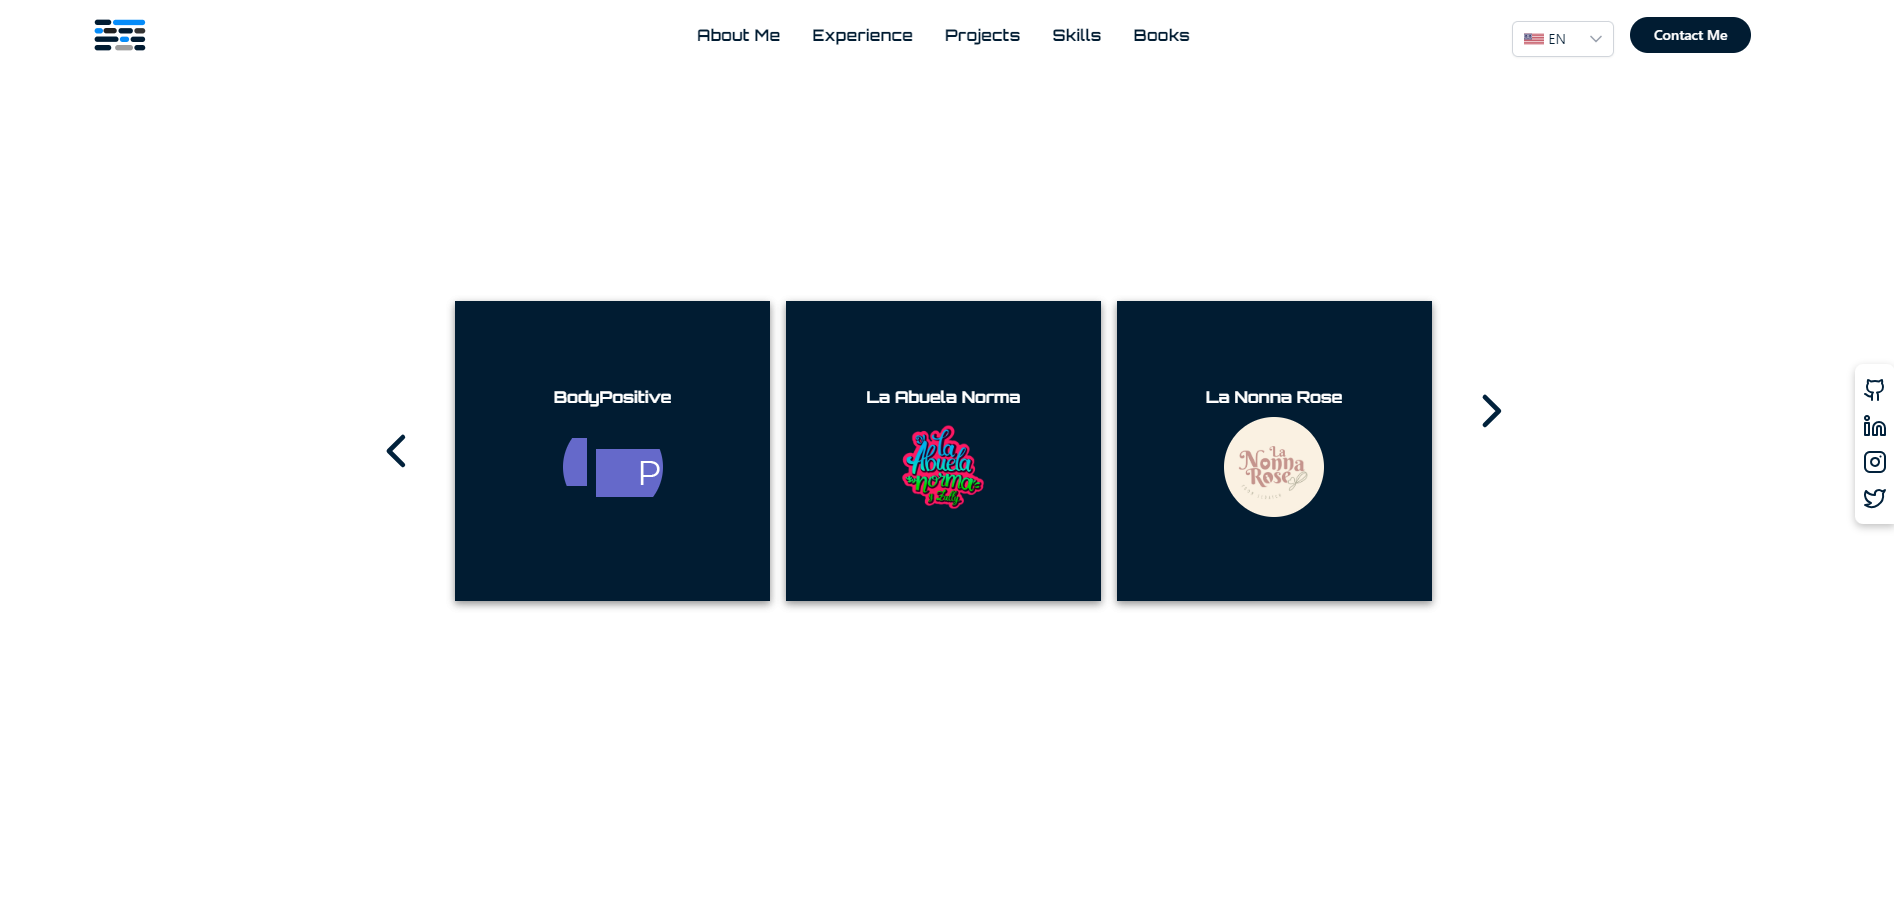 About Me Experience Projects Skills Books
EN
Contact Me
BodyPositive
P
La Abuela Norma
La
Abuela
norma
La Nonna Rose
La
Nonna
Rose